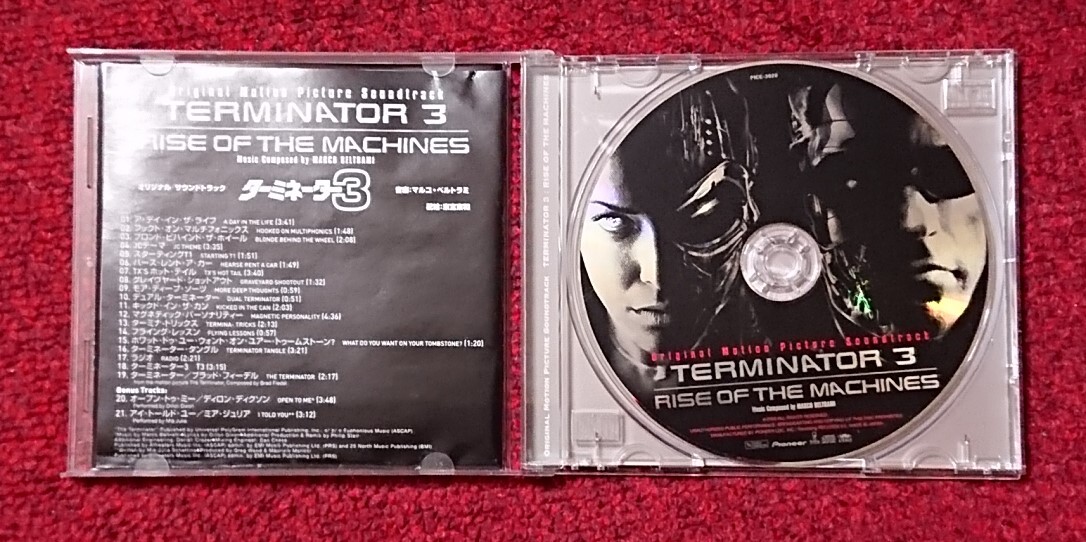 Original Motion Picture Soundtrack
TERMINATOR 3
RISE OF THE MACHINES
Music Composed by MARCO BELTRAMI
オリジナル サウンドトラック
ターミネーター3
音楽:マルコ・ベルトラミ
01. ア・デイ・イン・ザ・ライフ A DAY IN THE LIFE (3:41)
02. フックト・オン・マルチフォニックス HOOKED ON MULTIPHONICS (1:48)
03. ブロンド・ビハインド・ザ・ホイール BLONDE BEHIND THE WHEEL (2:08)
04. JCテーマ JC THEME (3:35)
05. スターティングT1 STARTING T1 (1:51)
06. ハース・レント・ア・カー HEARSE RENT A CAR (1:49)
07. TX'S ホット・テイル TX'S HOT TAIL (3:40)
08. グレイヴヤード・シュートアウト GRAVEYARD SHOOTOUT (1:32)
09. モア・ディープ・ソーツ MORE DEEP THOUGHTS (0:59)
10. デュアル・ターミネーター DUAL TERMINATOR (0:51)
11. キックド・イン・ザ・カン KICKED IN THE CAN (2:03)
12. マグネティック・パーソナリティー MAGNETIC PERSONALITY (4:36)
13. ターミナ・トリックス TERMINA- TRICKS (2:13)
14. フライング・レッスン FLYING LESSONS (0:57)
15. ホワット・ドゥ・ユー・ウォント・オン・ユアー・トゥームストーン? WHAT DO YOU WANT ON YOUR TOMBSTONE? (1:20)
16. ターミネーター・タングル TERMINATOR TANGLE (3:21)
17. ラジオ RADIO (2:21)
18. ターミネーター3 T3 (3:15)
19. ターミネーター/ブラッド・フィーデル THE TERMINATOR (2:17)
from the motion picture The Terminator, Composed by Brad Fiedel
Bonus Tracks:
20. オープン・トゥ・ミー/ディロン・ディクソン OPEN TO ME* (3:48)
Performed by Dillon Dixon
21. アイ・トールド・ユー/ミア・ジュリア I TOLD YOU** (3:12)
Performed by Mia Julia
ORIGINAL MOTION PICTURE SOUNDTRACK TERMINATOR 3 RISE OF THE MACHINES
Original Motion Picture Soundtrack
TERMINATOR 3
RISE OF THE MACHINES
Music Composed by MARCO BELTRAMI
Pioneer